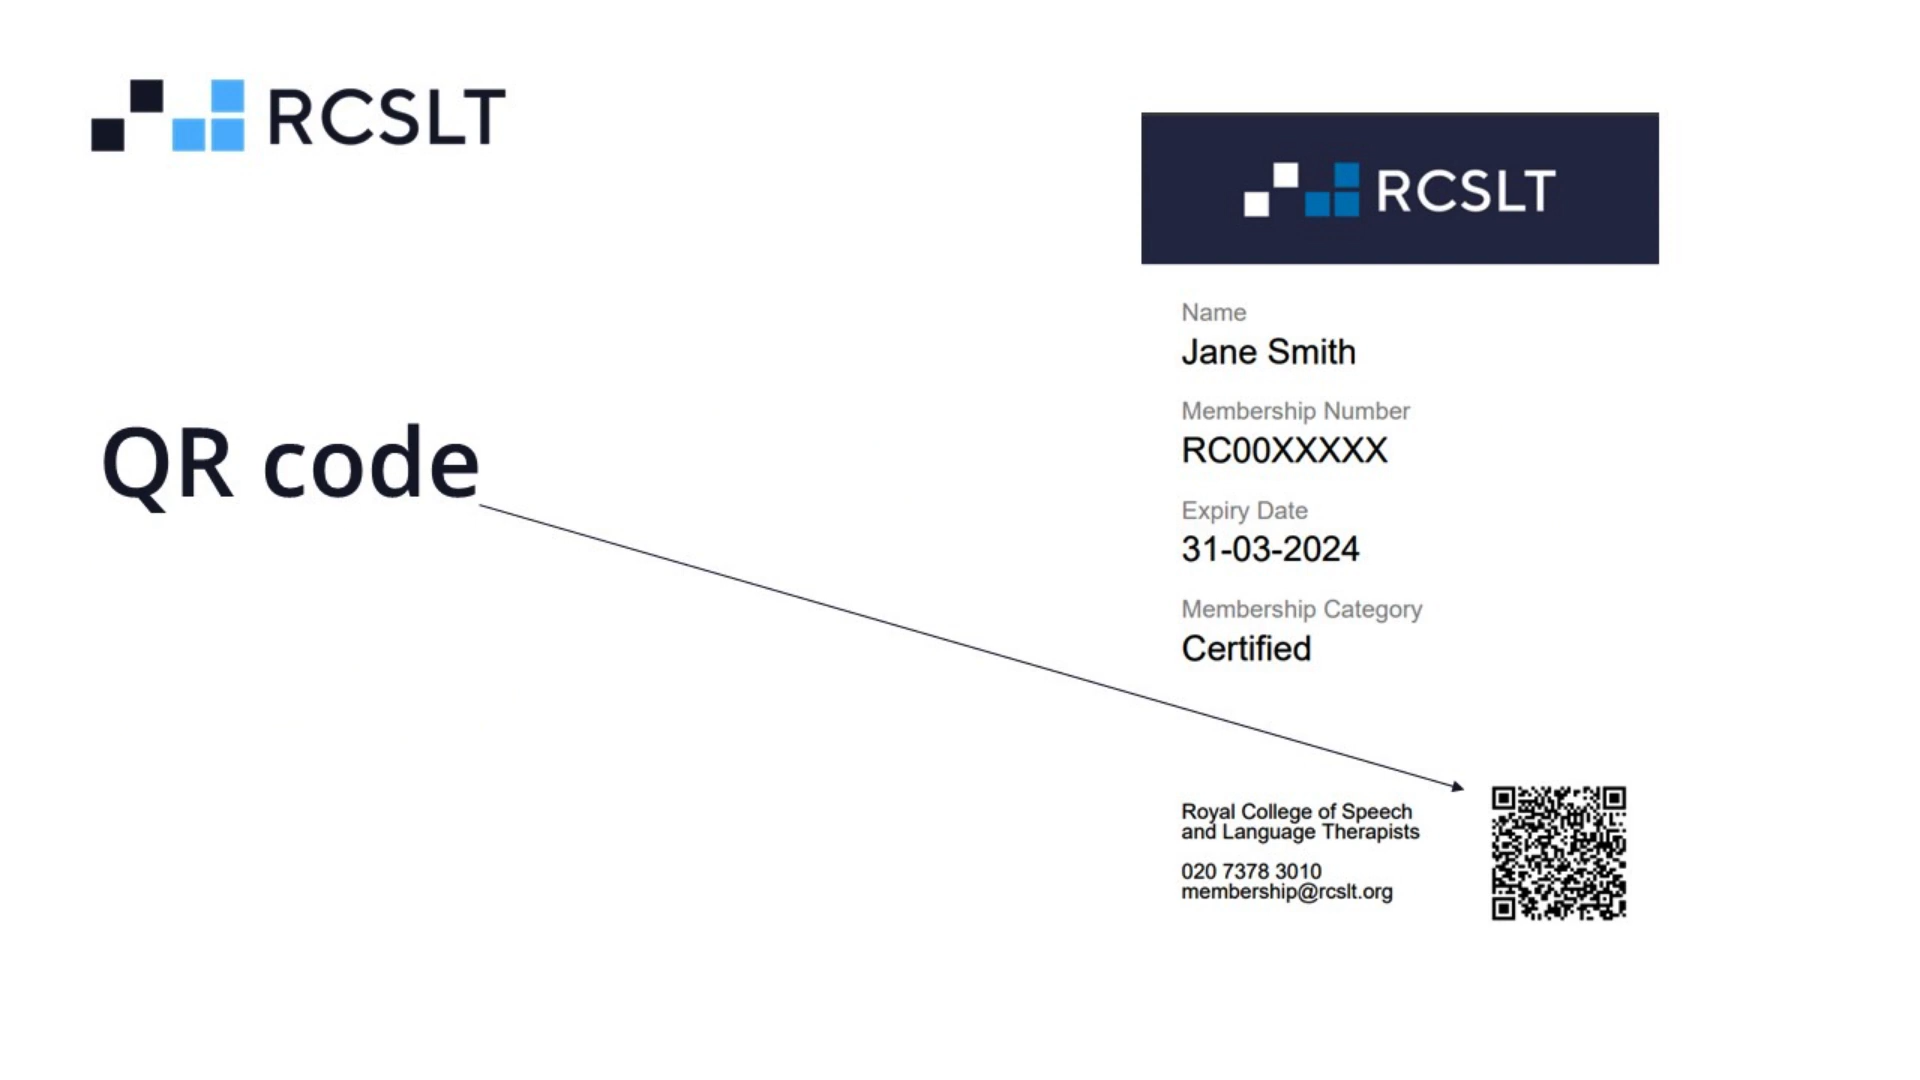 RCSLT
QR code
RCSLT
Name
Jane Smith
Membership Number
RC00XXXXX
Expiry Date
31-03-2024
Membership Category
Certified
Royal College of Speech
and Language Therapists
020 7378 3010
membership@rcslt.org